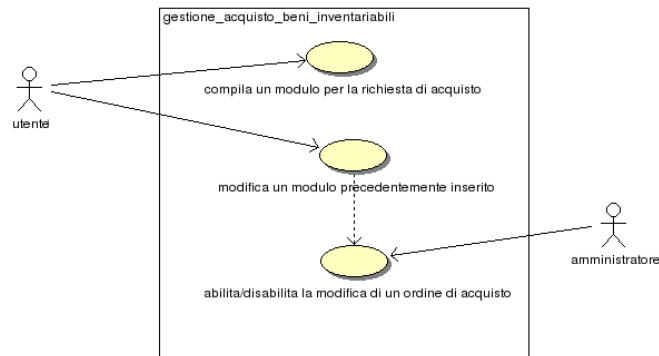 gestione_acquisto_beni_inventariabili
compila un modulo per la richiesta di acquisto
utente
modifica un modulo precedentemente inserito
amministratore
abilita/disabilita la modifica di un ordine di acquisto